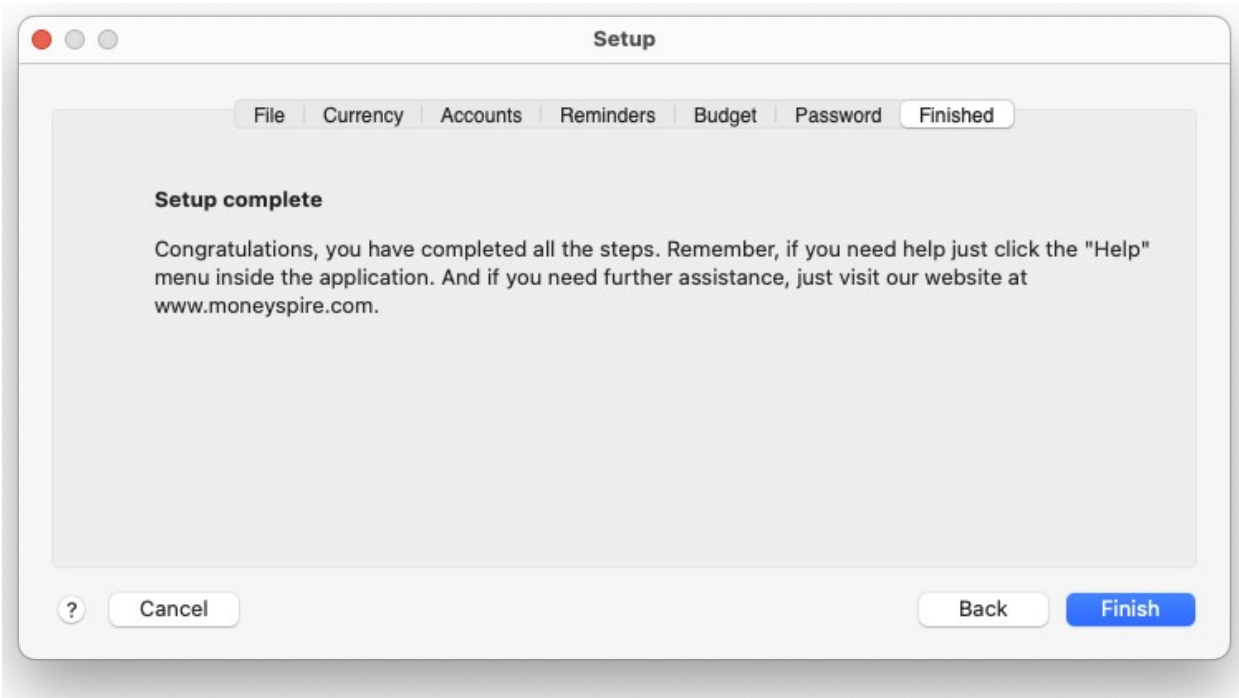 Setup
File Currency Accounts Reminders Budget Password Finished
Setup complete
Congratulations, you have completed all the steps. Remember, if you need help just click the "Help"
menu inside the application. And if you need further assistance, just visit our website at
www.moneyspire.com.
? Cancel Back Finish